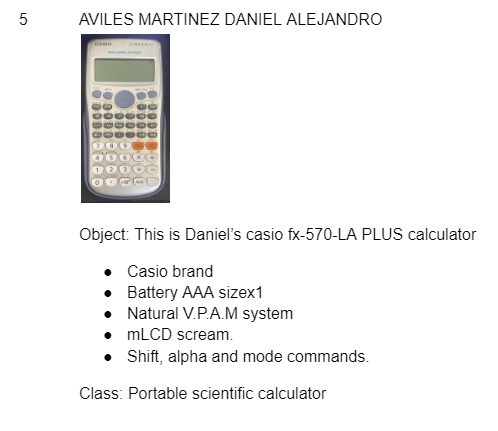 5 AVILES MARTINEZ DANIEL ALEJANDRO
CASIO
Object: This is Daniel's casio fx-570-LA PLUS calculator
● Casio brand
● Battery AAA sizex1
● Natural V.P.A.M system
● mLCD scream.
● Shift, alpha and mode commands.
Class: Portable scientific calculator